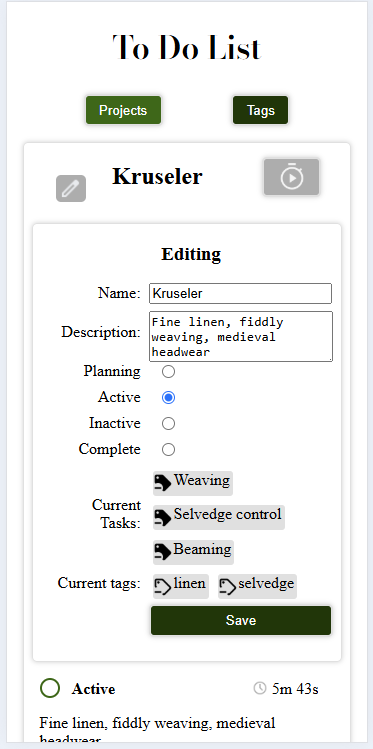 To Do List
Projects Tags
Kruseler
Editing
Name: Kruseler
Description: Fine linen, fiddly
weaving, medieval
headwear
Planning
Active
Inactive
Complete
Weaving
Current
Tasks: Selvedge control
Beaming
Current tags: linen selvedge
Save
Active 5m 43s
Fine linen, fiddly weaving, medieval
headwear